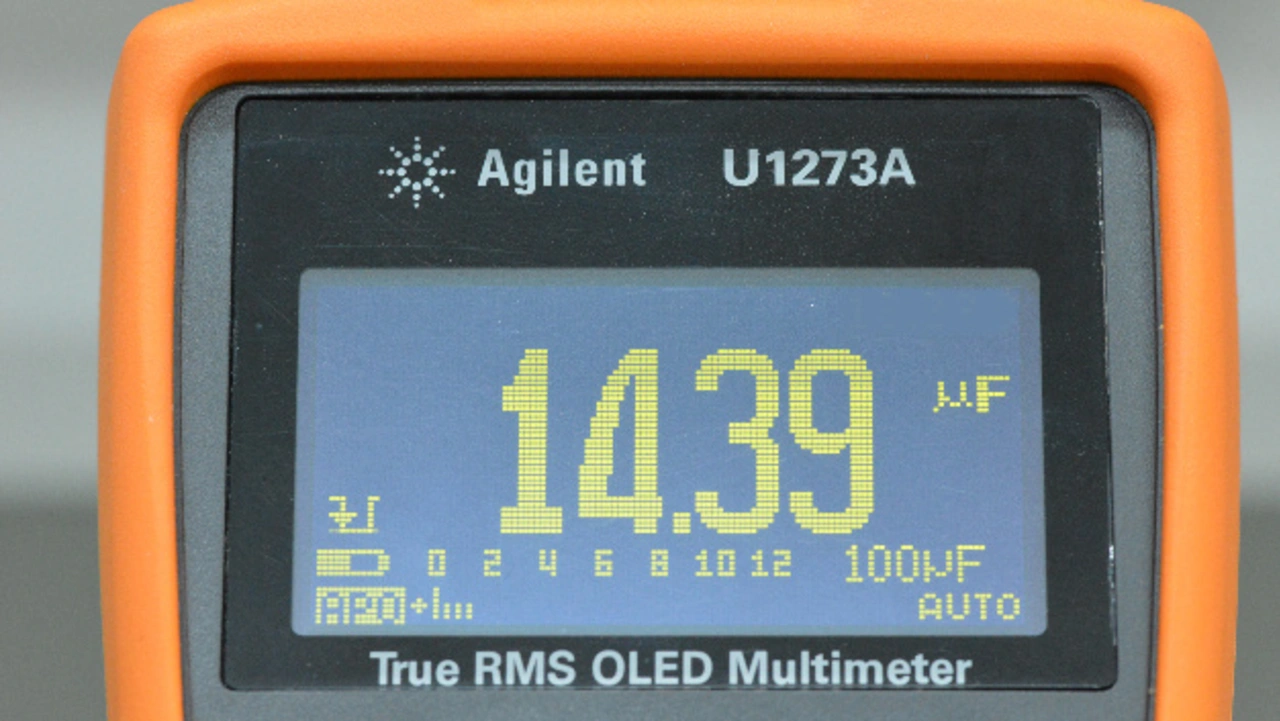 Agilent U1273A
14.39 µF
0 2 4 6 8 10 12 100µF
APO AUTO
True RMS OLED Multimeter